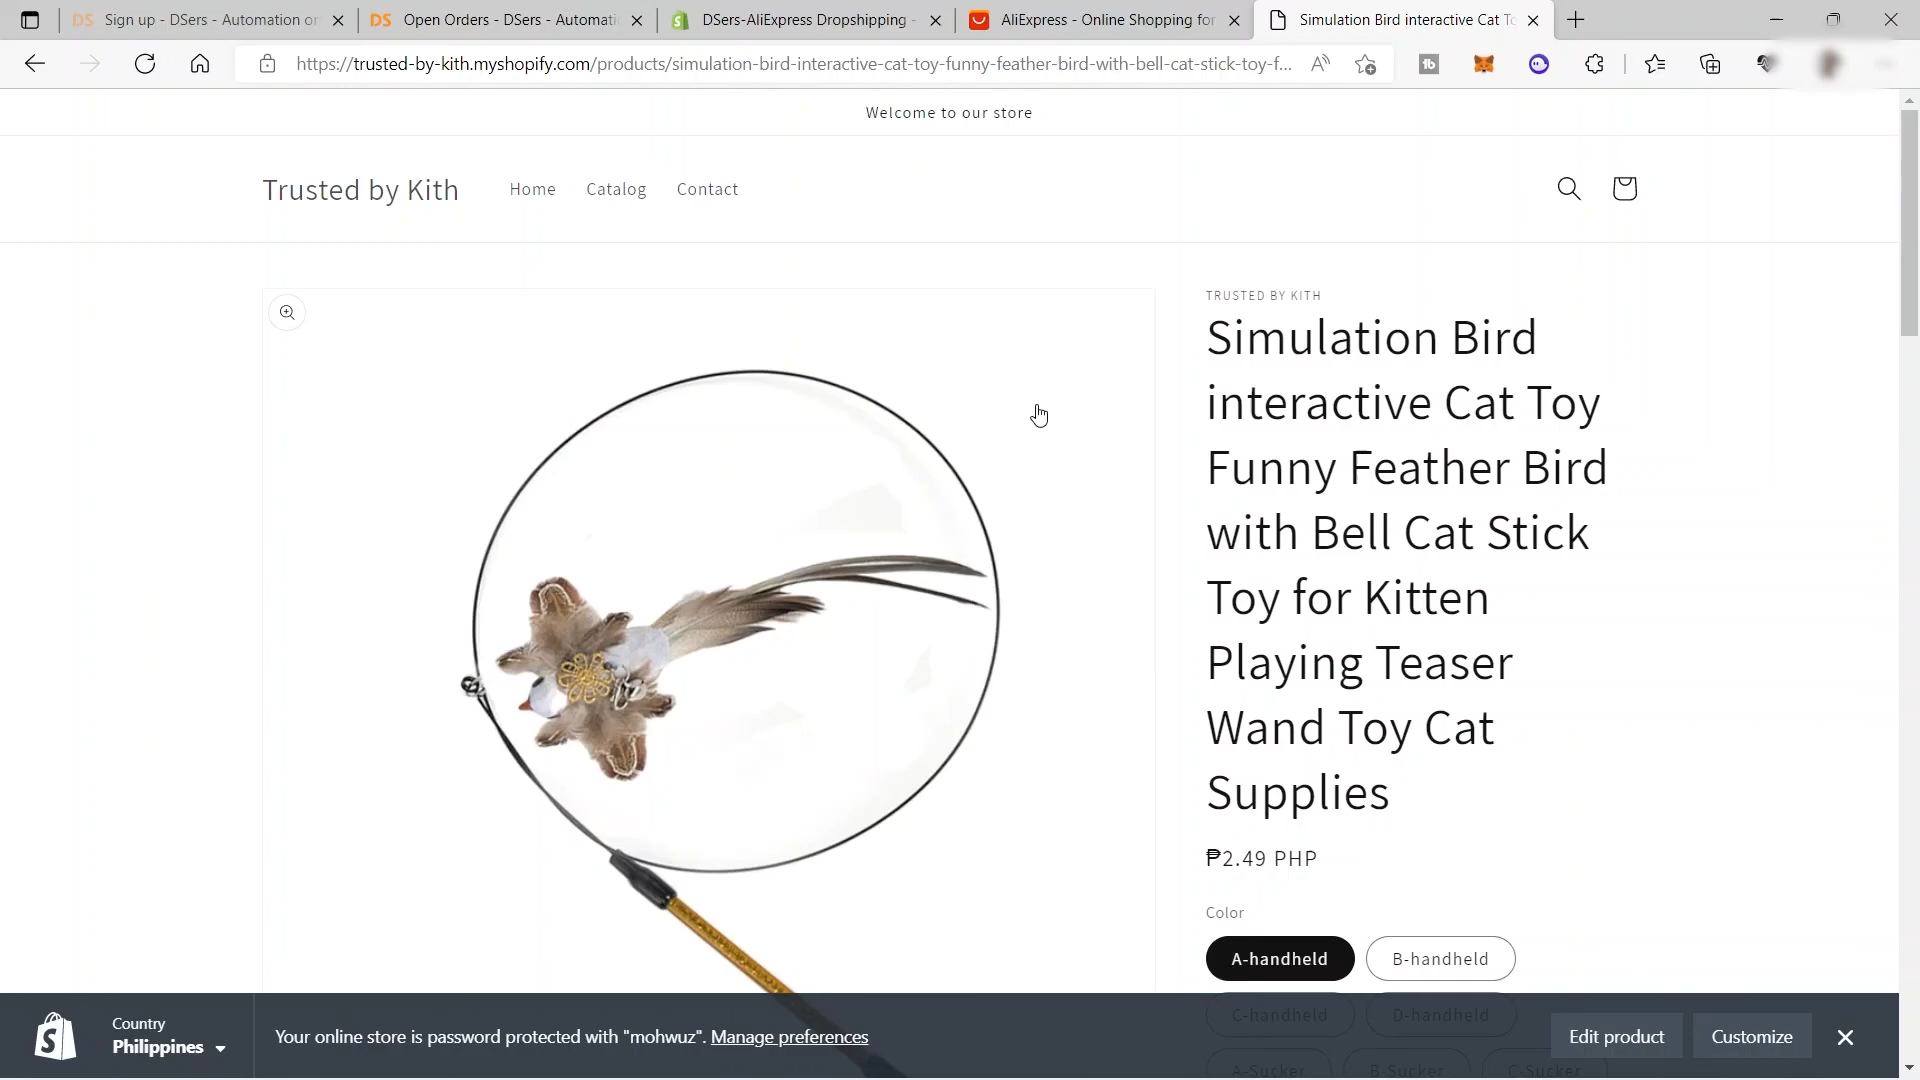 DS Sign up - DSers - Automation or
DS Open Orders - DSers - Automati
DSers-AliExpress Dropshipping -
AliExpress - Online Shopping for
Simulation Bird interactive Cat To
https://trusted-by-kith.myshopify.com/products/simulation-bird-interactive-cat-toy-funny-feather-bird-with-bell-cat-stick-toy-f...
Welcome to our store
Trusted by Kith
Home
Catalog
Contact
TRUSTED BY KITH
Simulation Bird
interactive Cat Toy
Funny Feather Bird
with Bell Cat Stick
Toy for Kitten
Playing Teaser
Wand Toy Cat
Supplies
₱2.49 PHP
Color
A-handheld
B-handheld
C-handheld
D-handheld
A-Sucker
B-Sucker
C-Sucker
Country
Philippines
Your online store is password protected with "mohwuz". Manage preferences
Edit product
Customize